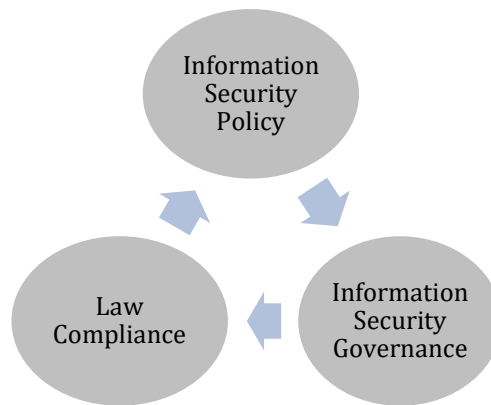 Information
Security
Policy
Law
Compliance
Information
Security
Governance